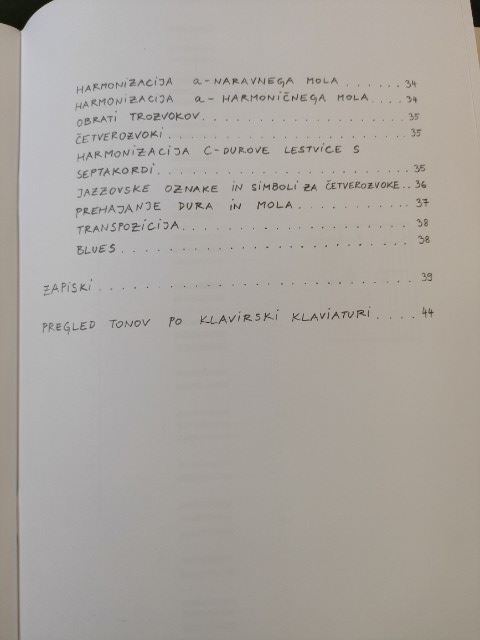 HARMONIZACIJA a-NARAVNEGA MOLA ...... 34
HARMONIZACIJA a-HARMONIČNEGA MOLA.... 34
OBRATI TROZVOKOV................. 35
ČETVEROZVOKI .................... 35
HARMONIZACIJA C-DUROVE LESTVICE S
SEPTAKORDI....................... 35
JAZZOVSKE OZNAKE IN SIMBOLI ZA ČETVEROZVOKE.. 36
PREHAJANJE DURA IN MOLA.......... 37
TRANSPOZICIJA.................... 38
BLUES............................ 38
ZAPISKI ......................... 39
PREGLED TONOV PO KLAVIRSKI KLAVIATURI .... 44